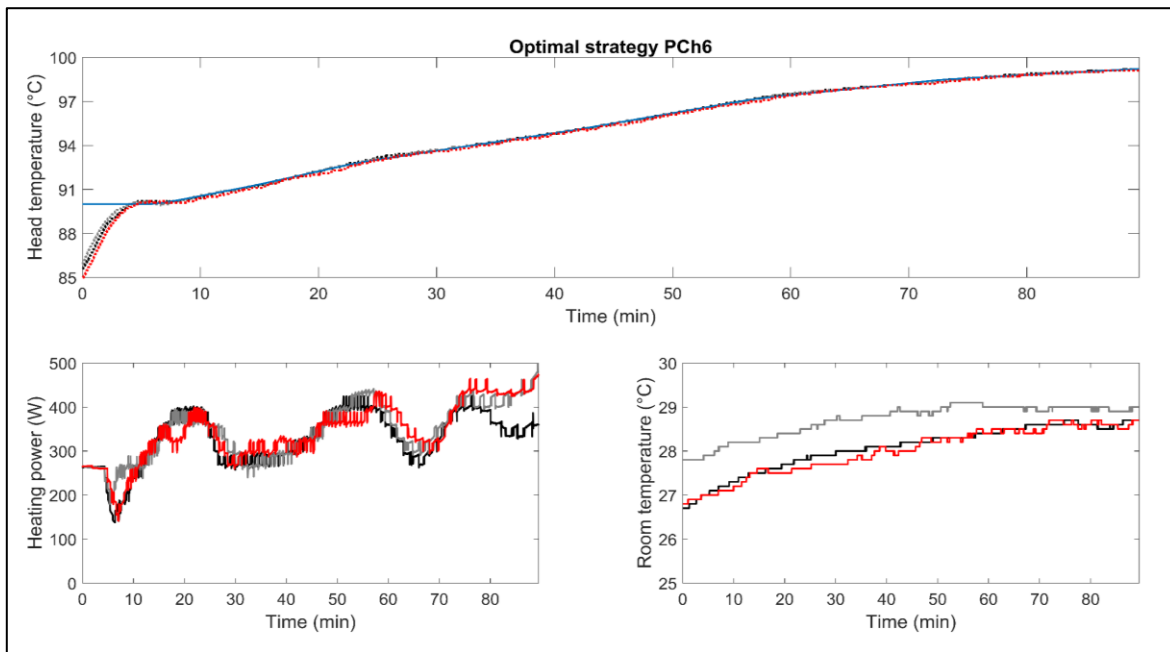 Optimal strategy PCh6
Head temperature (°C)
100
97
94
91
88
85
0 10 20 30 40 50 60 70 80
Time (min)
Heating power (W)
500
400
300
200
100
0
0 10 20 30 40 50 60 70 80
Time (min)
Room temperature (°C)
30
29
28
27
26
25
0 10 20 30 40 50 60 70 80
Time (min)